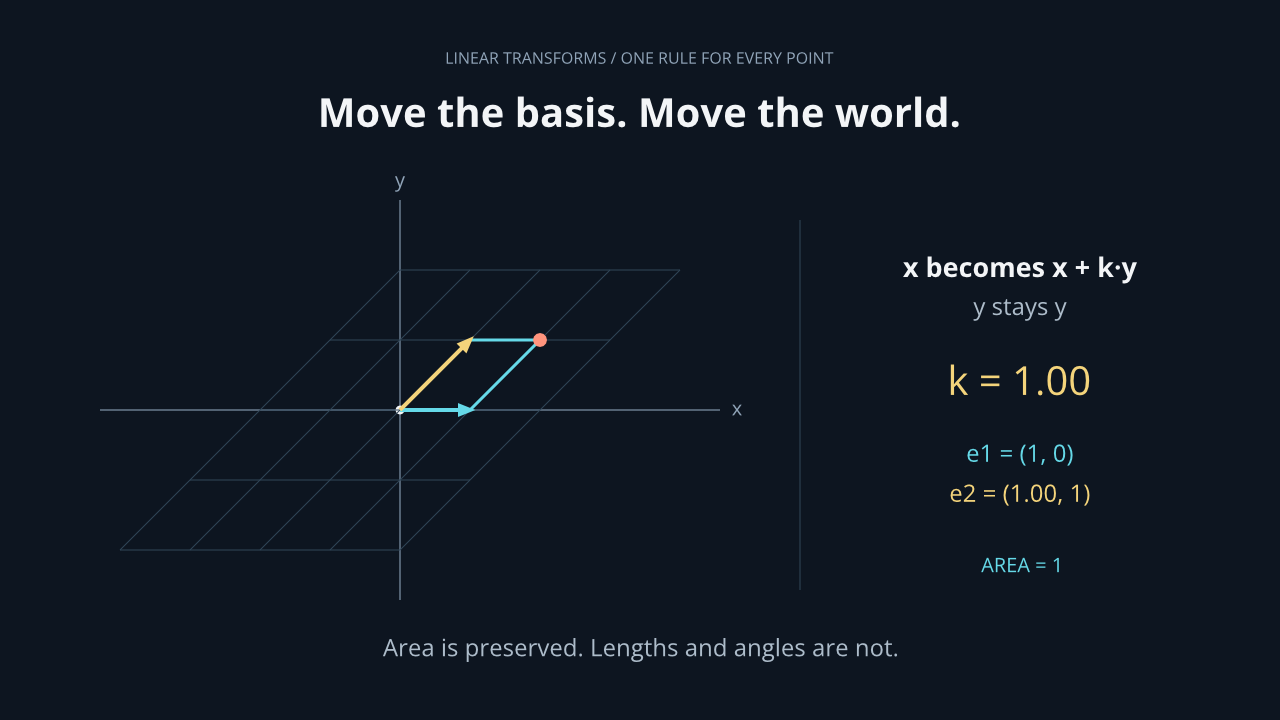 LINEAR TRANSFORMS / ONE RULE FOR EVERY POINT
Move the basis. Move the world.
y
x
x becomes x + k·y
y stays y
k = 1.00
e1 = (1, 0)
e2 = (1.00, 1)
AREA = 1
Area is preserved. Lengths and angles are not.